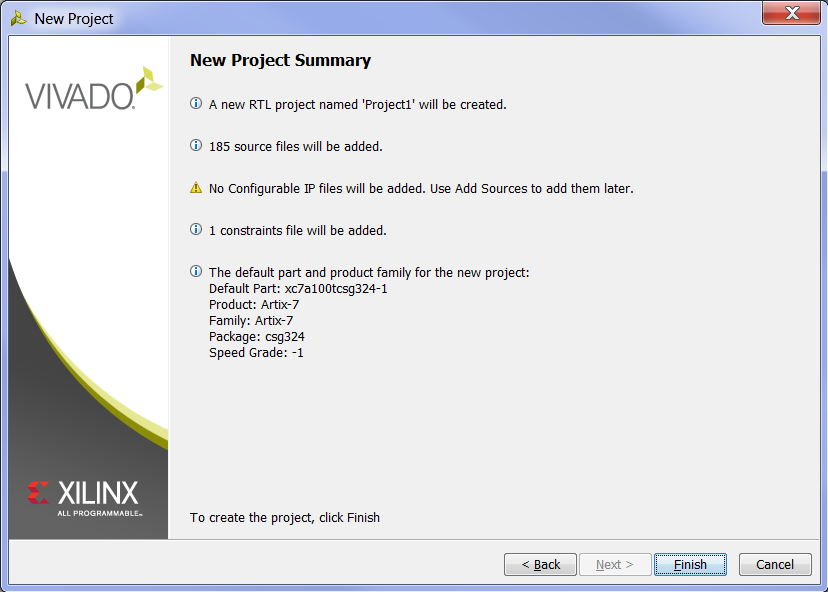 New Project
VIVADO.
New Project Summary
A new RTL project named 'Project1' will be created.
185 source files will be added.
No Configurable IP files will be added. Use Add Sources to add them later.
1 constraints file will be added.
The default part and product family for the new project:
Default Part: xc7a100tcsg324-1
Product: Artix-7
Family: Artix-7
Package: csg324
Speed Grade: -1
XILINX
ALL PROGRAMMABLE™
To create the project, click Finish
< Back
Next >
Finish
Cancel